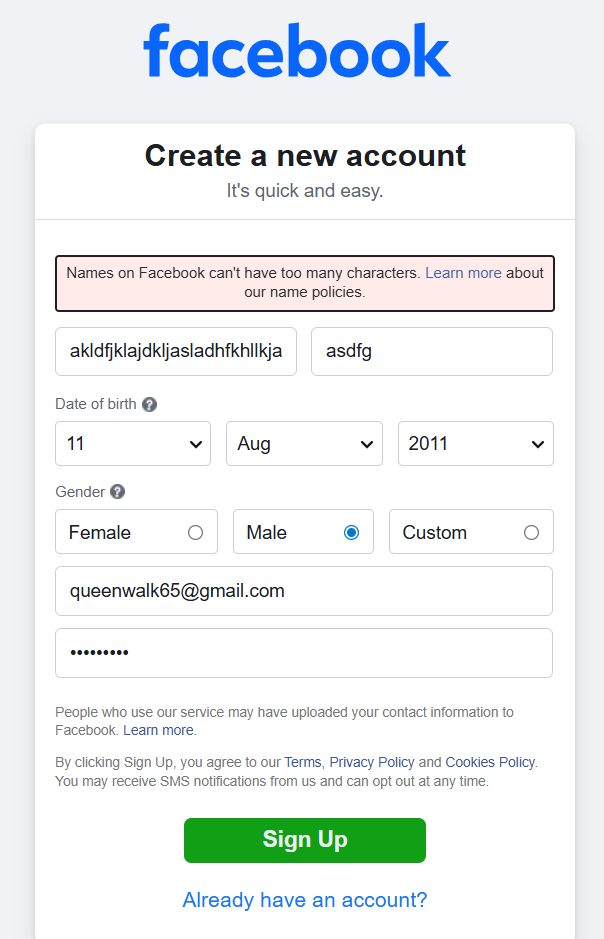 facebook
Create a new account
It's quick and easy.
Names on Facebook can't have too many characters. Learn more about
our name policies.
akldfjklajdkljasladhfkhllkja asdfg
Date of birth ?
11 Aug 2011
Gender ?
Female Male Custom
queenwalk65@gmail.com
•••••••••
People who use our service may have uploaded your contact information to
Facebook. Learn more.
By clicking Sign Up, you agree to our Terms, Privacy Policy and Cookies Policy.
You may receive SMS notifications from us and can opt out at any time.
Sign Up
Already have an account?